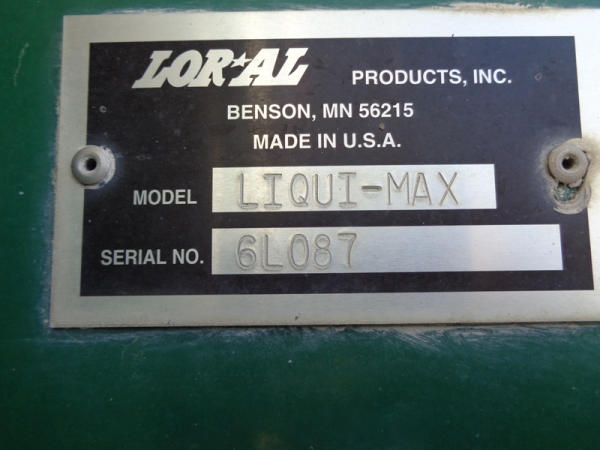 LOR★AL PRODUCTS, INC.
BENSON, MN 56215
MADE IN U.S.A.
MODEL LIQUI-MAX
SERIAL NO. 6L087